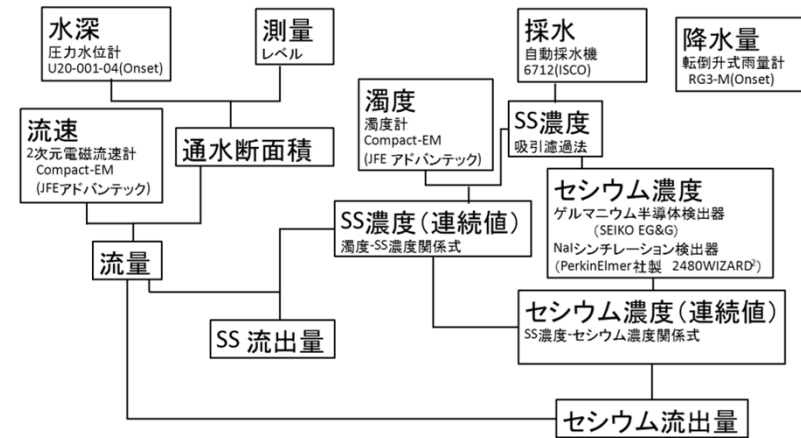 水深
圧力水位計
U20-001-04(Onset)
測量
レベル
採水
自動採水機
6712(ISCO)
降水量
転倒升式雨量計
RG3-M(Onset)
流速
2次元電磁流速計
Compact-EM
(JFEアドバンテック)
通水断面積
濁度
濁度計
Compact-EM
(JFE アドバンテック)
SS濃度
吸引濾過法
セシウム濃度
ゲルマニウム半導体検出器
(SEIKO EG&G)
NaIシンチレーション検出器
(PerkinElmer社製 2480WIZARD²)
SS濃度(連続値)
濁度-SS濃度関係式
流量
SS 流出量
セシウム濃度(連続値)
SS濃度-セシウム濃度関係式
セシウム流出量